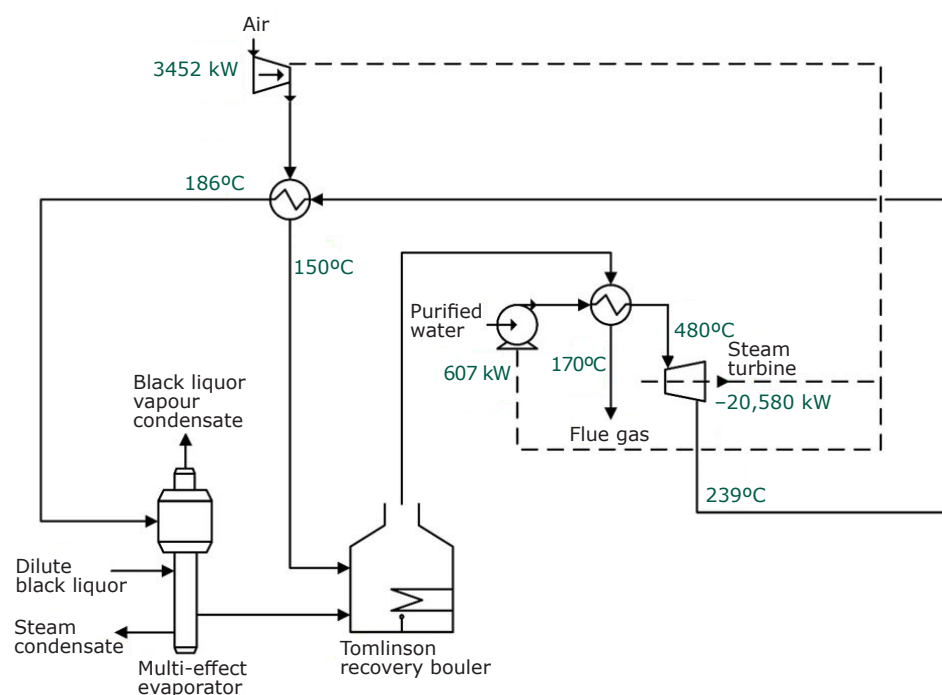 Air
3452 kW
186ºC
150ºC
Purified
water
607 kW
170ºC
480ºC
Steam
turbine
–20,580 kW
Flue gas
239ºC
Black liquor
vapour
condensate
Dilute
black liquor
Steam
condensate
Multi-effect
evaporator
Tomlinson
recovery bouler